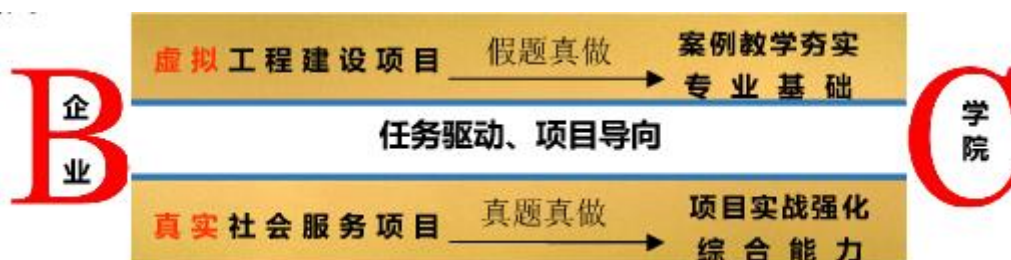 虚拟工程建设项目
假题真做
案例教学夯实
专业基础
B
企业
任务驱动、项目导向
C
学院
真实社会服务项目
真题真做
项目实战强化
综合能力